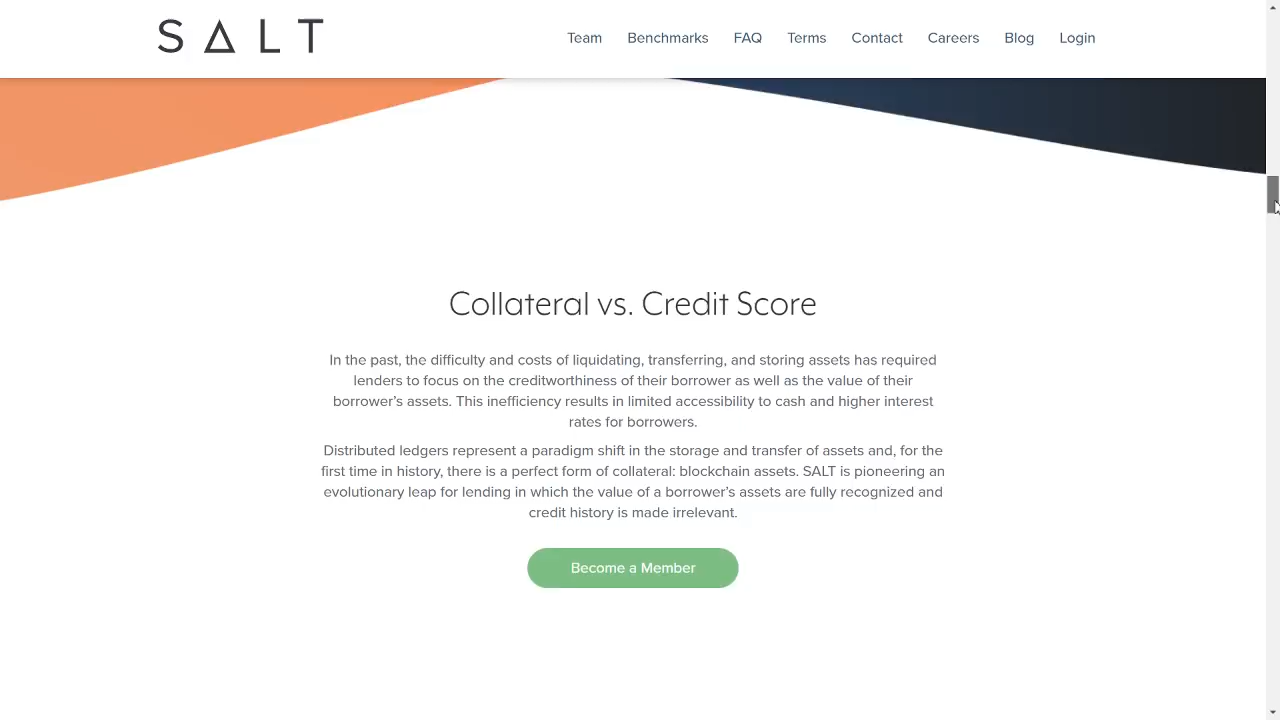 SALT
Team Benchmarks FAQ Terms Contact Careers Blog Login
Collateral vs. Credit Score
In the past, the difficulty and costs of liquidating, transferring, and storing assets has required
lenders to focus on the creditworthiness of their borrower as well as the value of their
borrower's assets. This inefficiency results in limited accessibility to cash and higher interest
rates for borrowers.
Distributed ledgers represent a paradigm shift in the storage and transfer of assets and, for the
first time in history, there is a perfect form of collateral: blockchain assets. SALT is pioneering an
evolutionary leap for lending in which the value of a borrower's assets are fully recognized and
credit history is made irrelevant.
Become a Member